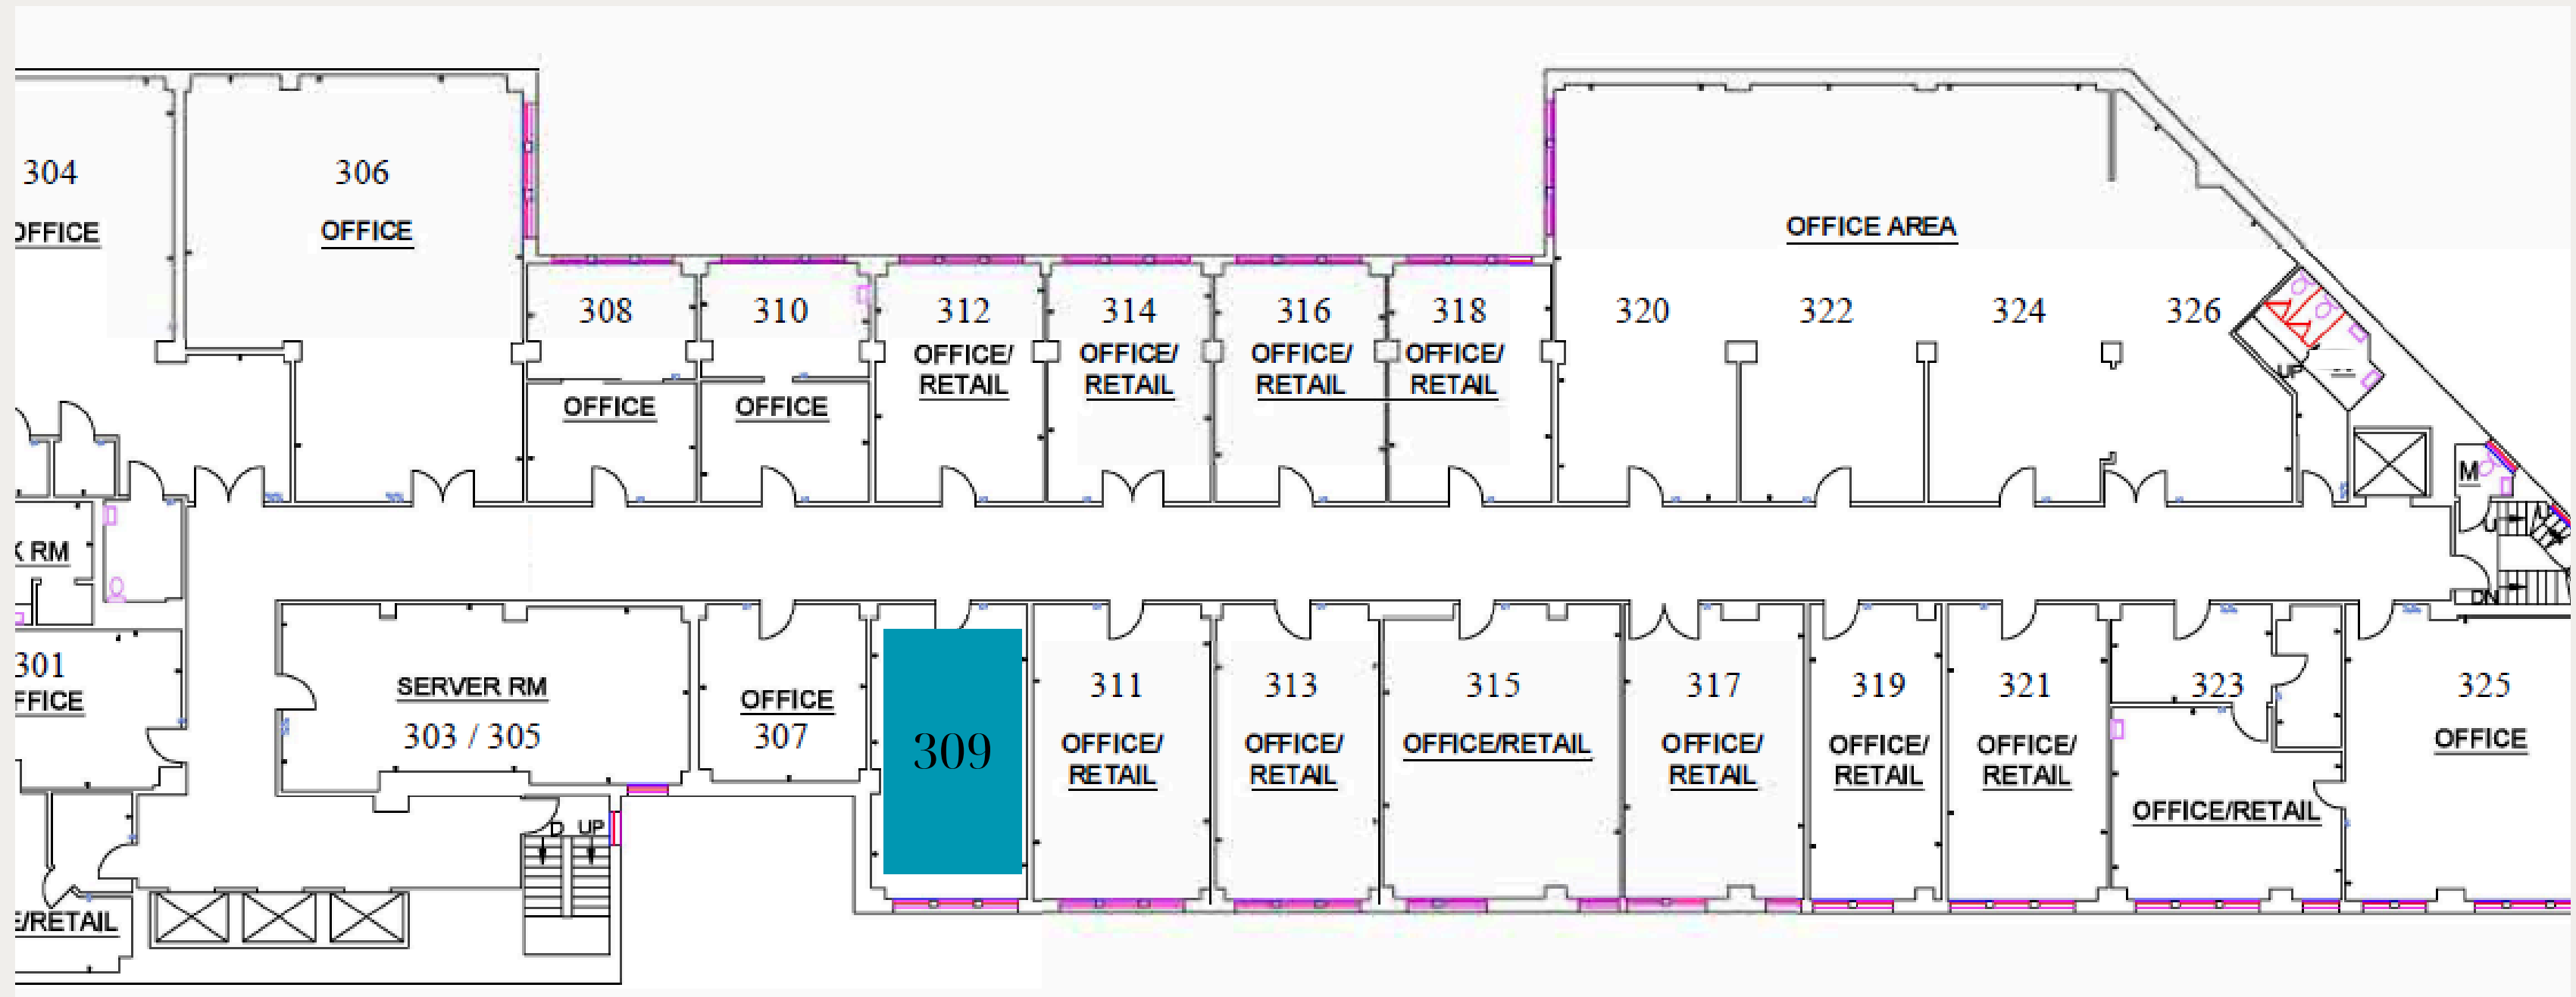 304
OFFICE
306
OFFICE
OFFICE AREA
308
OFFICE
310
OFFICE
312
OFFICE/
RETAIL
314
OFFICE/
RETAIL
316
OFFICE/
RETAIL
318
OFFICE/
RETAIL
320
322
324
326
UP
M
DN
RM
301
FFICE
SERVER RM
303 / 305
OFFICE
307
309
311
OFFICE/
RETAIL
313
OFFICE/
RETAIL
315
OFFICE/RETAIL
317
OFFICE/
RETAIL
319
OFFICE/
RETAIL
321
OFFICE/
RETAIL
323
OFFICE/RETAIL
325
OFFICE
D UP
E/RETAIL